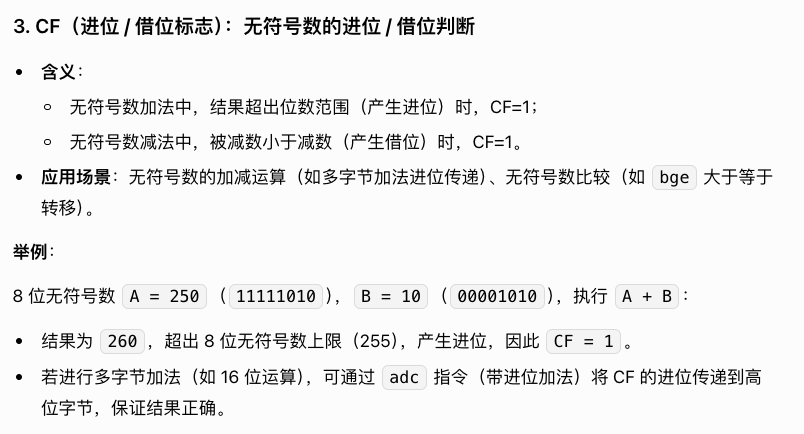 3. CF（进位 / 借位标志）：无符号数的进位 / 借位判断
• 含义：
◦ 无符号数加法中，结果超出位数范围（产生进位）时，CF=1；
◦ 无符号数减法中，被减数小于减数（产生借位）时，CF=1。
• 应用场景：无符号数的加减运算（如多字节加法进位传递）、无符号数比较（如 bge 大于等于
转移）。
举例：
8 位无符号数 A = 250 （11111010），B = 10 （00001010），执行 A + B：
• 结果为 260，超出 8 位无符号数上限（255），产生进位，因此 CF = 1。
• 若进行多字节加法（如 16 位运算），可通过 adc 指令（带进位加法）将 CF 的进位传递到高
位字节，保证结果正确。